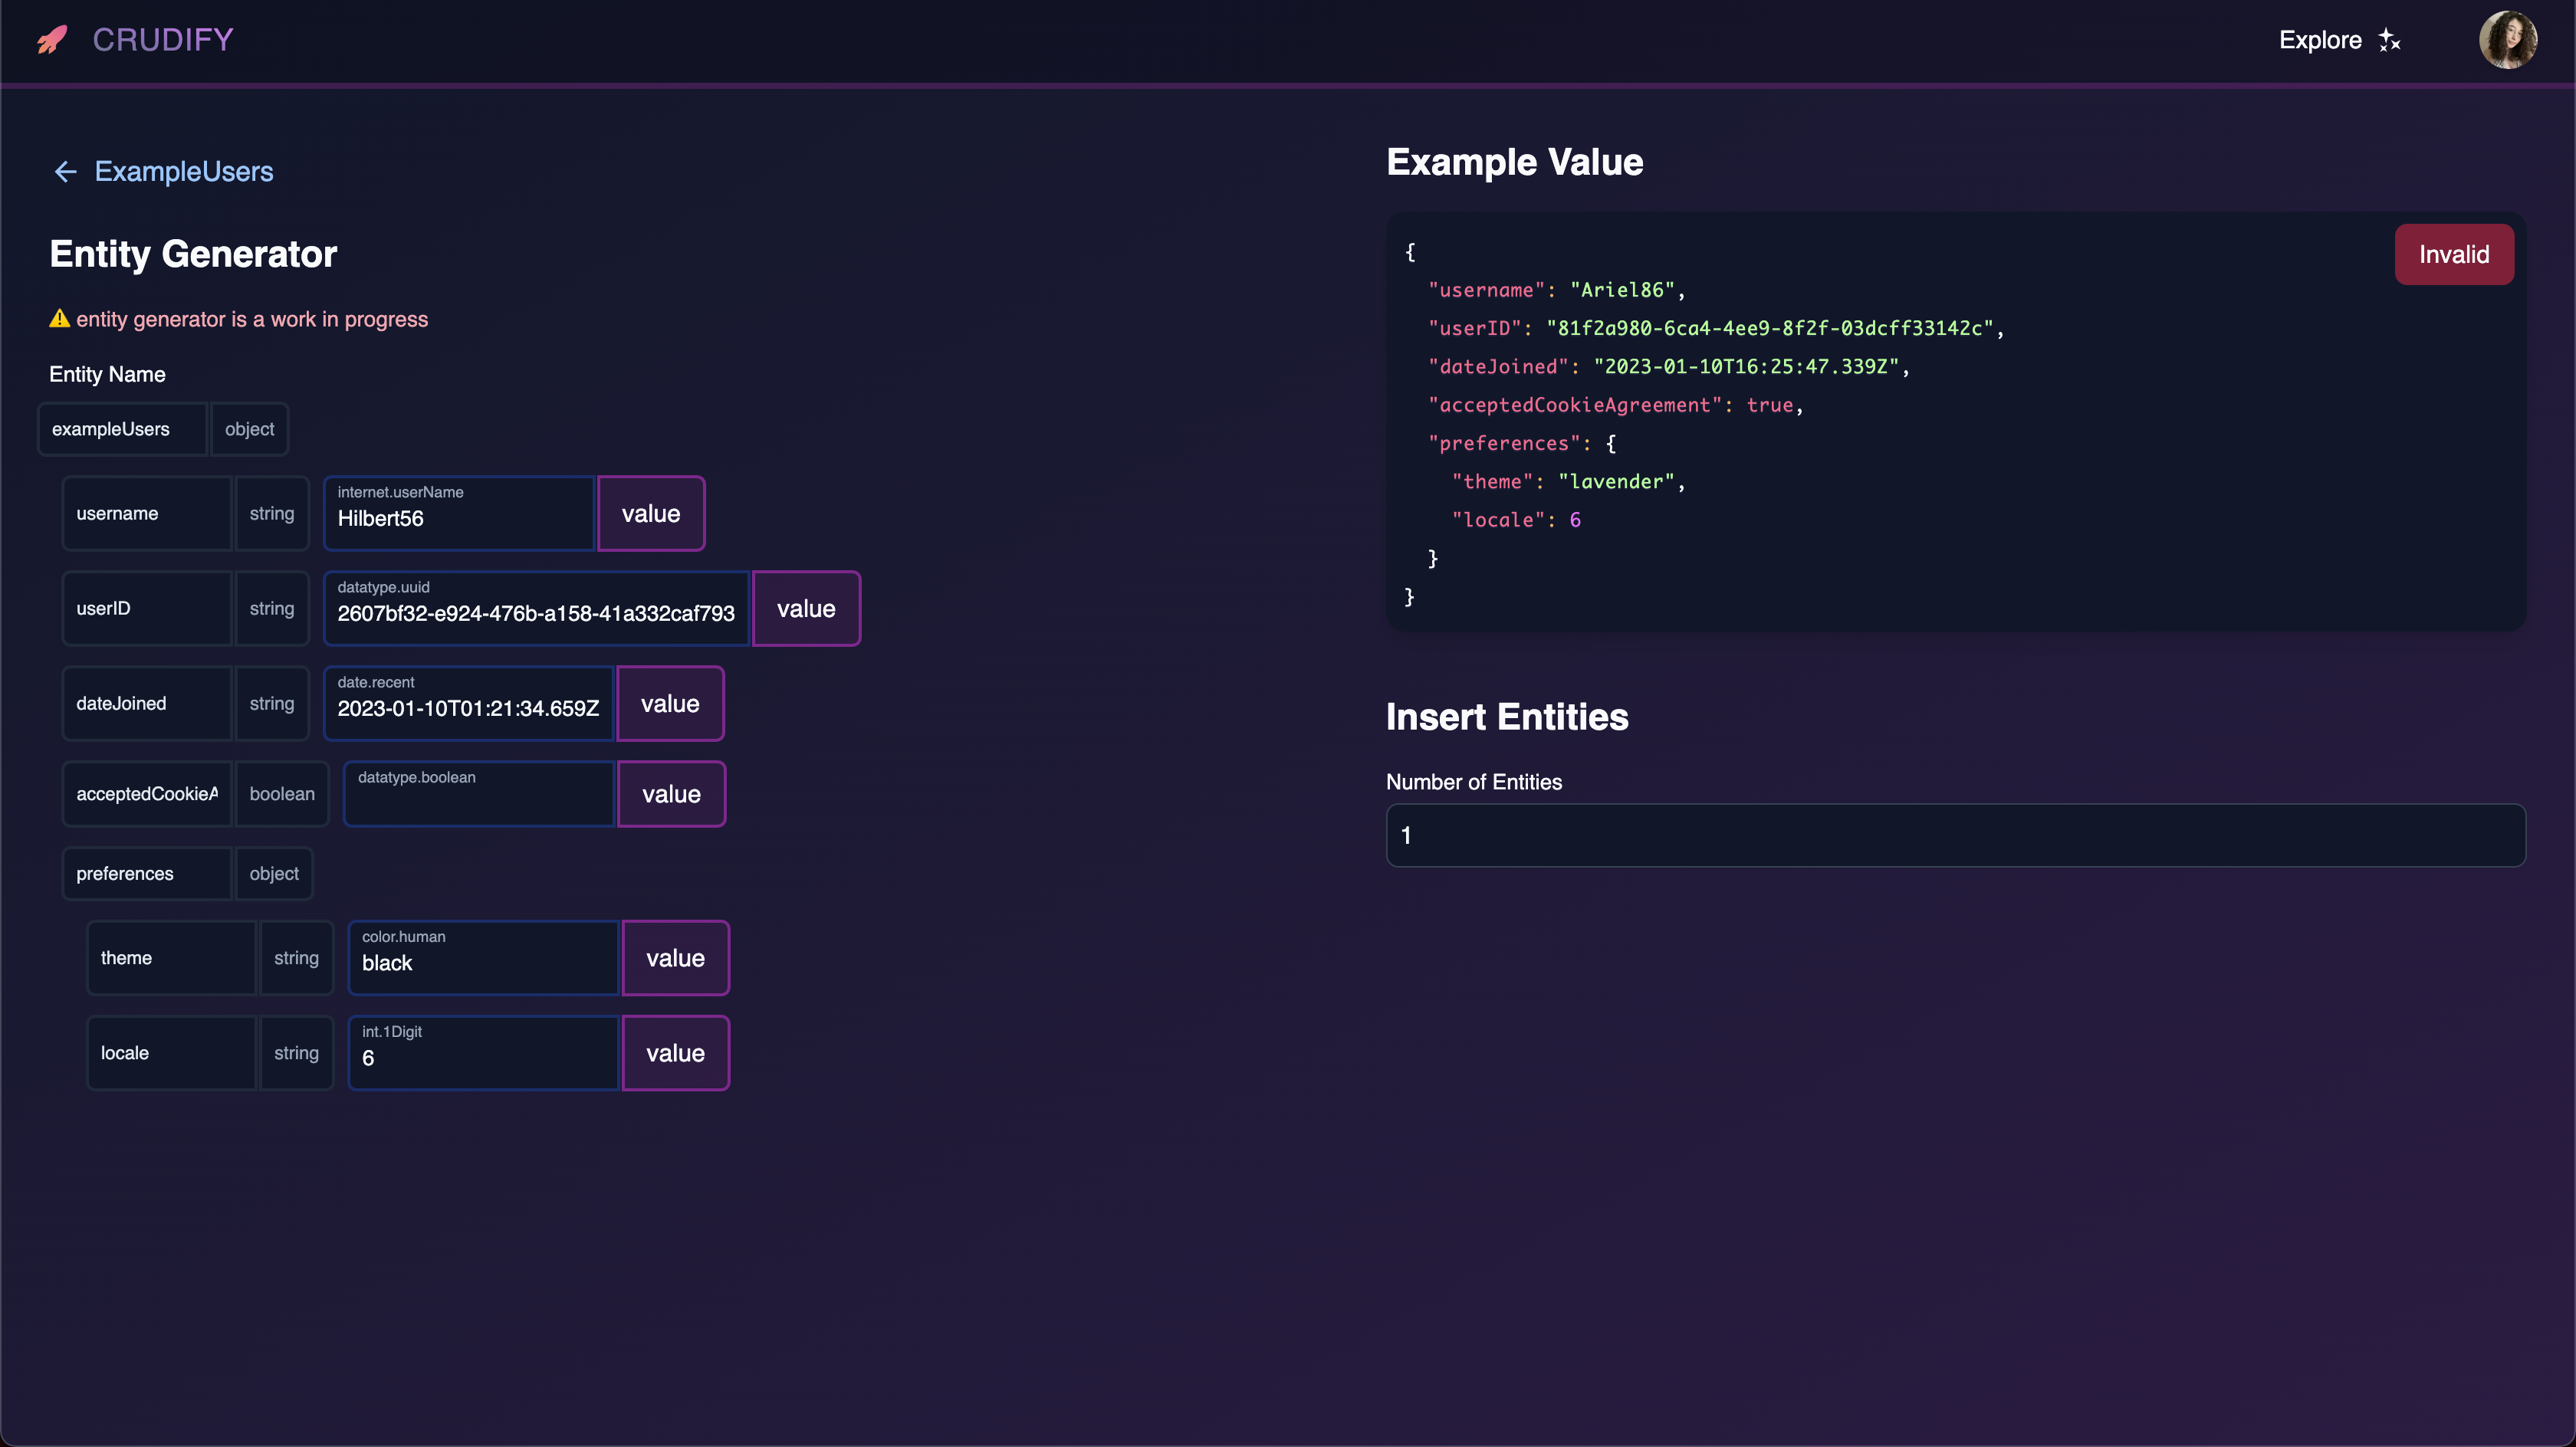 CRUDIFY
Explore
ExampleUsers
Entity Generator
⚠️ entity generator is a work in progress
Entity Name
exampleUsers object
username string internet.userName Hilbert56 value
userID string datatype.uuid 2607bf32-e924-476b-a158-41a332caf793 value
dateJoined string date.recent 2023-01-10T01:21:34.659Z value
acceptedCookieA boolean datatype.boolean value
preferences object
theme string color.human black value
locale string int.1Digit 6 value
Example Value
Invalid
{
"username": "Ariel86",
"userID": "81f2a980-6ca4-4ee9-8f2f-03dcff33142c",
"dateJoined": "2023-01-10T16:25:47.339Z",
"acceptedCookieAgreement": true,
"preferences": {
"theme": "lavender",
"locale": 6
}
}
Insert Entities
Number of Entities
1